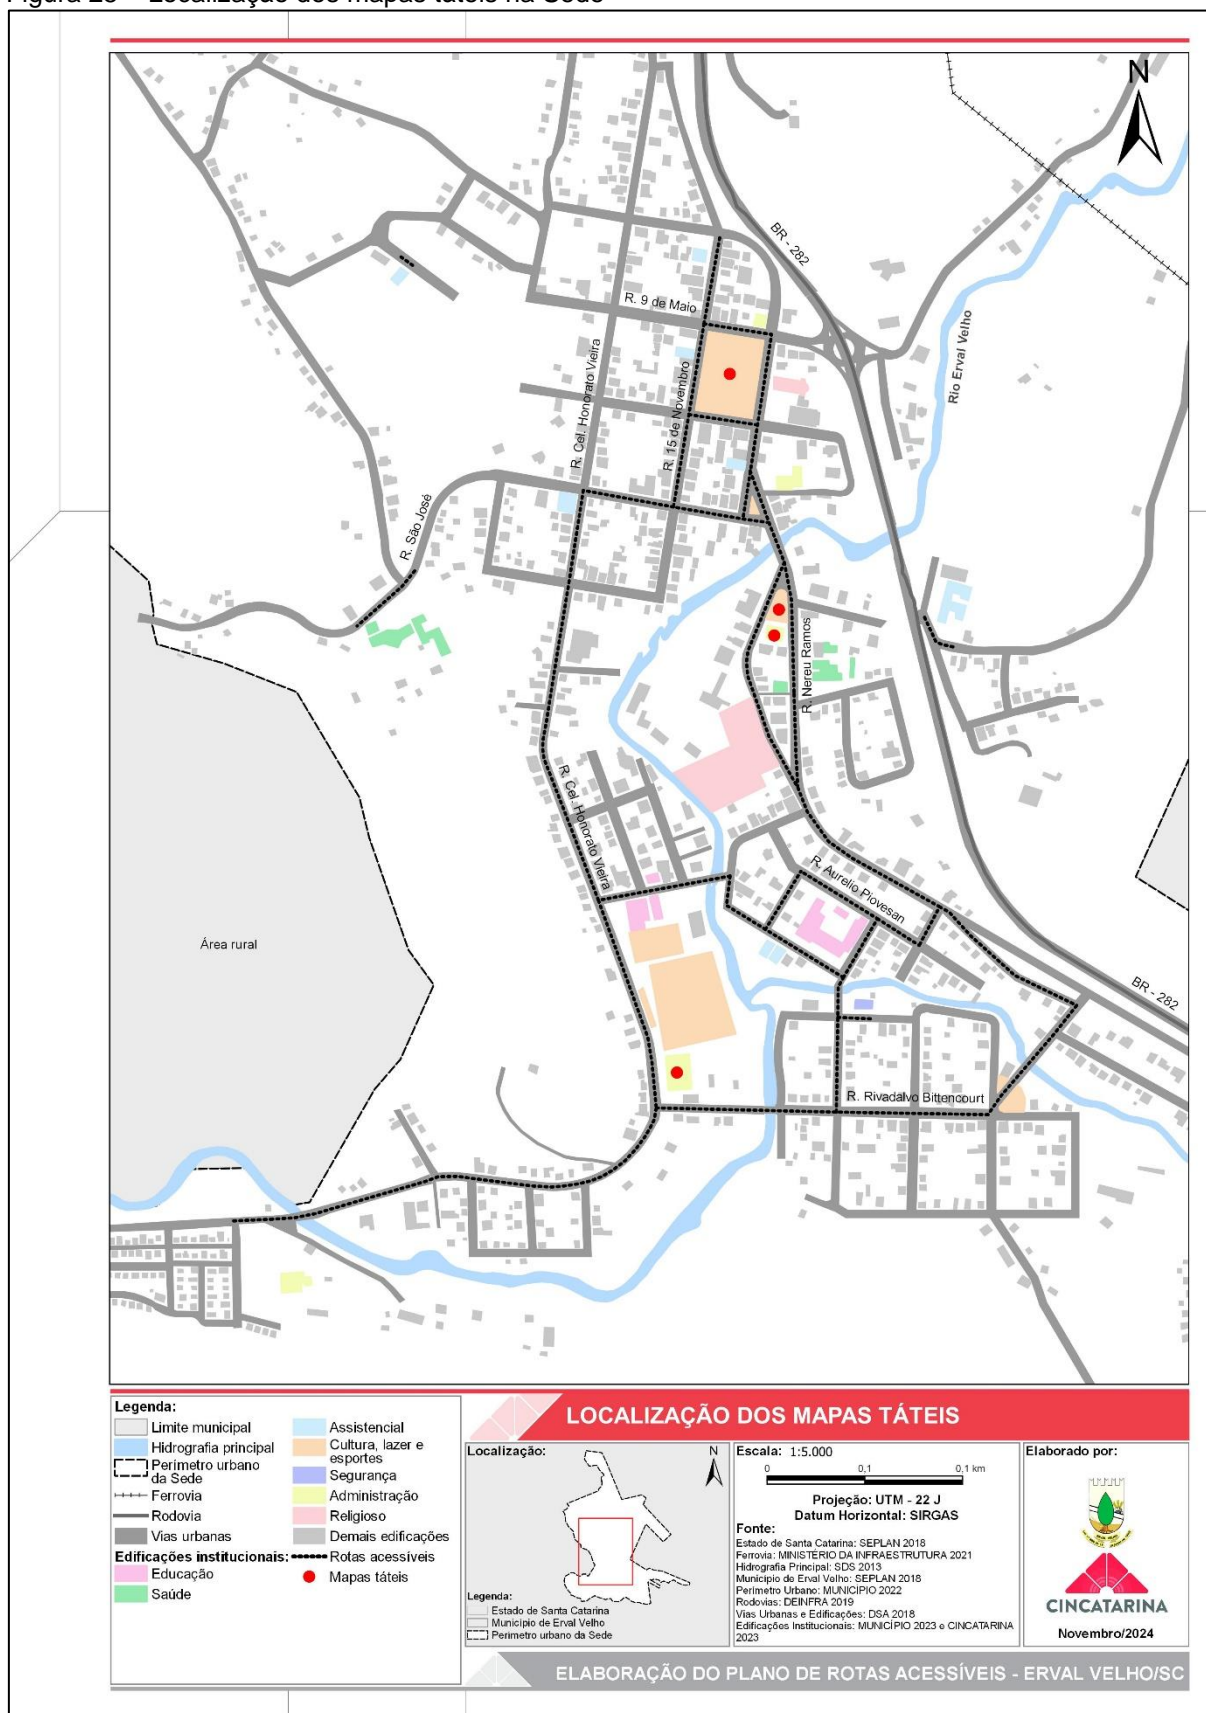 Figura 28 – Localização dos mapas táteis na Sede
N
BR - 282
R. 9 de Maio
Rio Erval Velho
R. Cel. Honorato Vieira
R. 15 de Novembro
R. São José
R. Nereu Ramos
R. Cel. Honorato Vieira
R. Aurelio Piovesan
Área rural
BR - 282
R. Rivadalvo Bittencourt
Legenda:
Limite municipal
Hidrografia principal
Perímetro urbano
da Sede
Ferrovia
Rodovia
Vias urbanas
Edificações institucionais:
Educação
Saúde
Assistencial
Cultura, lazer e
esportes
Segurança
Administração
Religioso
Demais edificações
Rotas acessíveis
Mapas táteis
LOCALIZAÇÃO DOS MAPAS TÁTEIS
Localização:
N
Legenda:
Estado de Santa Catarina
Município de Erval Velho
Perímetro urbano da Sede
Escala: 1:5.000
0 0,1 0,1 km
Projeção: UTM - 22 J
Datum Horizontal: SIRGAS
Fonte:
Estado de Santa Catarina: SEPLAN 2018
Ferrovia: MINISTÉRIO DA INFRAESTRUTURA 2021
Hidrografia Principal: SDS 2013
Município de Erval Velho: SEPLAN 2018
Perímetro Urbano: MUNICÍPIO 2022
Rodovias: DEINFRA 2019
Vias Urbanas e Edificações: DSA 2018
Edificações Institucionais: MUNICÍPIO 2023 e CINCATARINA
2023
Elaborado por:
CINCATARINA
Novembro/2024
ELABORAÇÃO DO PLANO DE ROTAS ACESSÍVEIS - ERVAL VELHO/SC